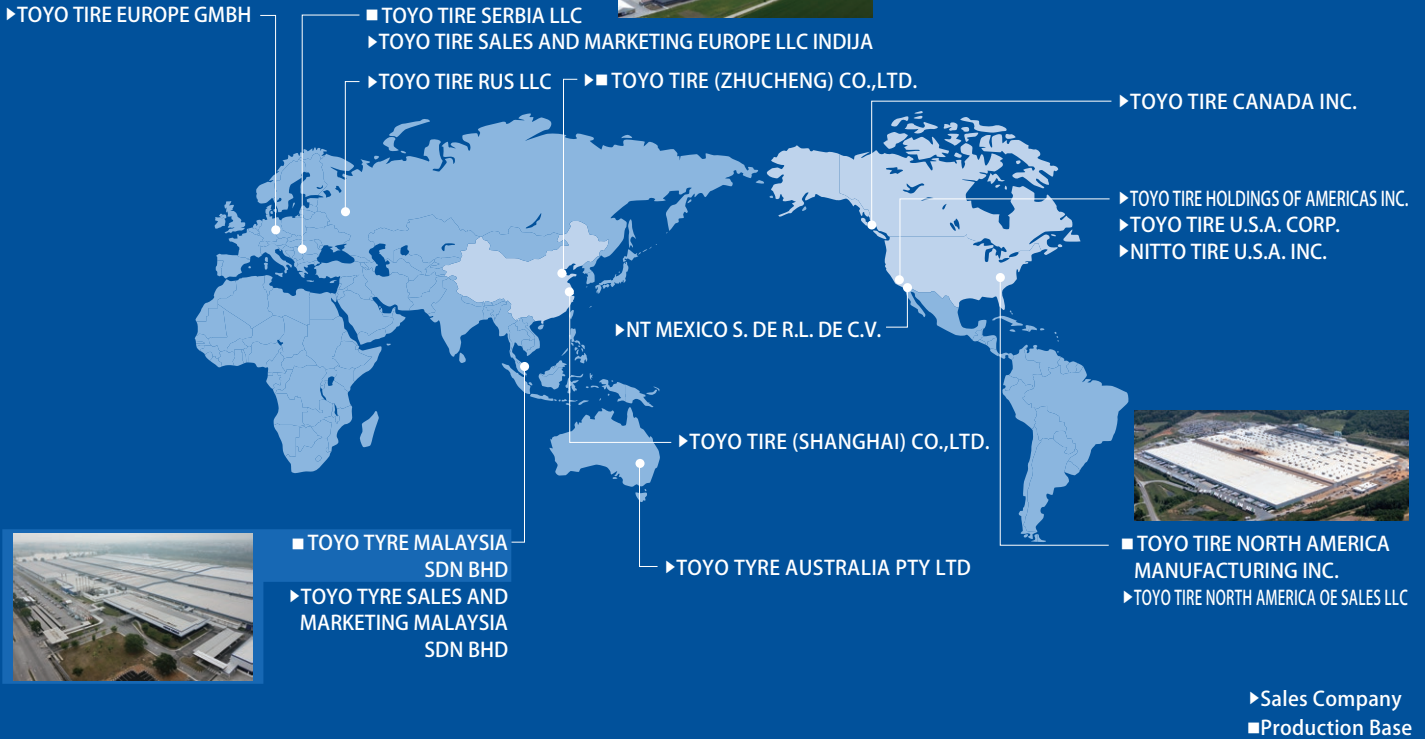 ▶TOYO TIRE EUROPE GMBH
■ TOYO TIRE SERBIA LLC
▶TOYO TIRE SALES AND MARKETING EUROPE LLC INDIJA
▶TOYO TIRE RUS LLC
▶■ TOYO TIRE (ZHUCHENG) CO.,LTD.
▶TOYO TIRE CANADA INC.
▶TOYO TIRE HOLDINGS OF AMERICAS INC.
▶TOYO TIRE U.S.A. CORP.
▶NITTO TIRE U.S.A. INC.
▶NT MEXICO S. DE R.L. DE C.V.
▶TOYO TIRE (SHANGHAI) CO.,LTD.
■ TOYO TYRE MALAYSIA
SDN BHD
▶TOYO TYRE SALES AND
MARKETING MALAYSIA
SDN BHD
▶TOYO TYRE AUSTRALIA PTY LTD
■ TOYO TIRE NORTH AMERICA
MANUFACTURING INC.
▶TOYO TIRE NORTH AMERICA OE SALES LLC
▶Sales Company
■Production Base